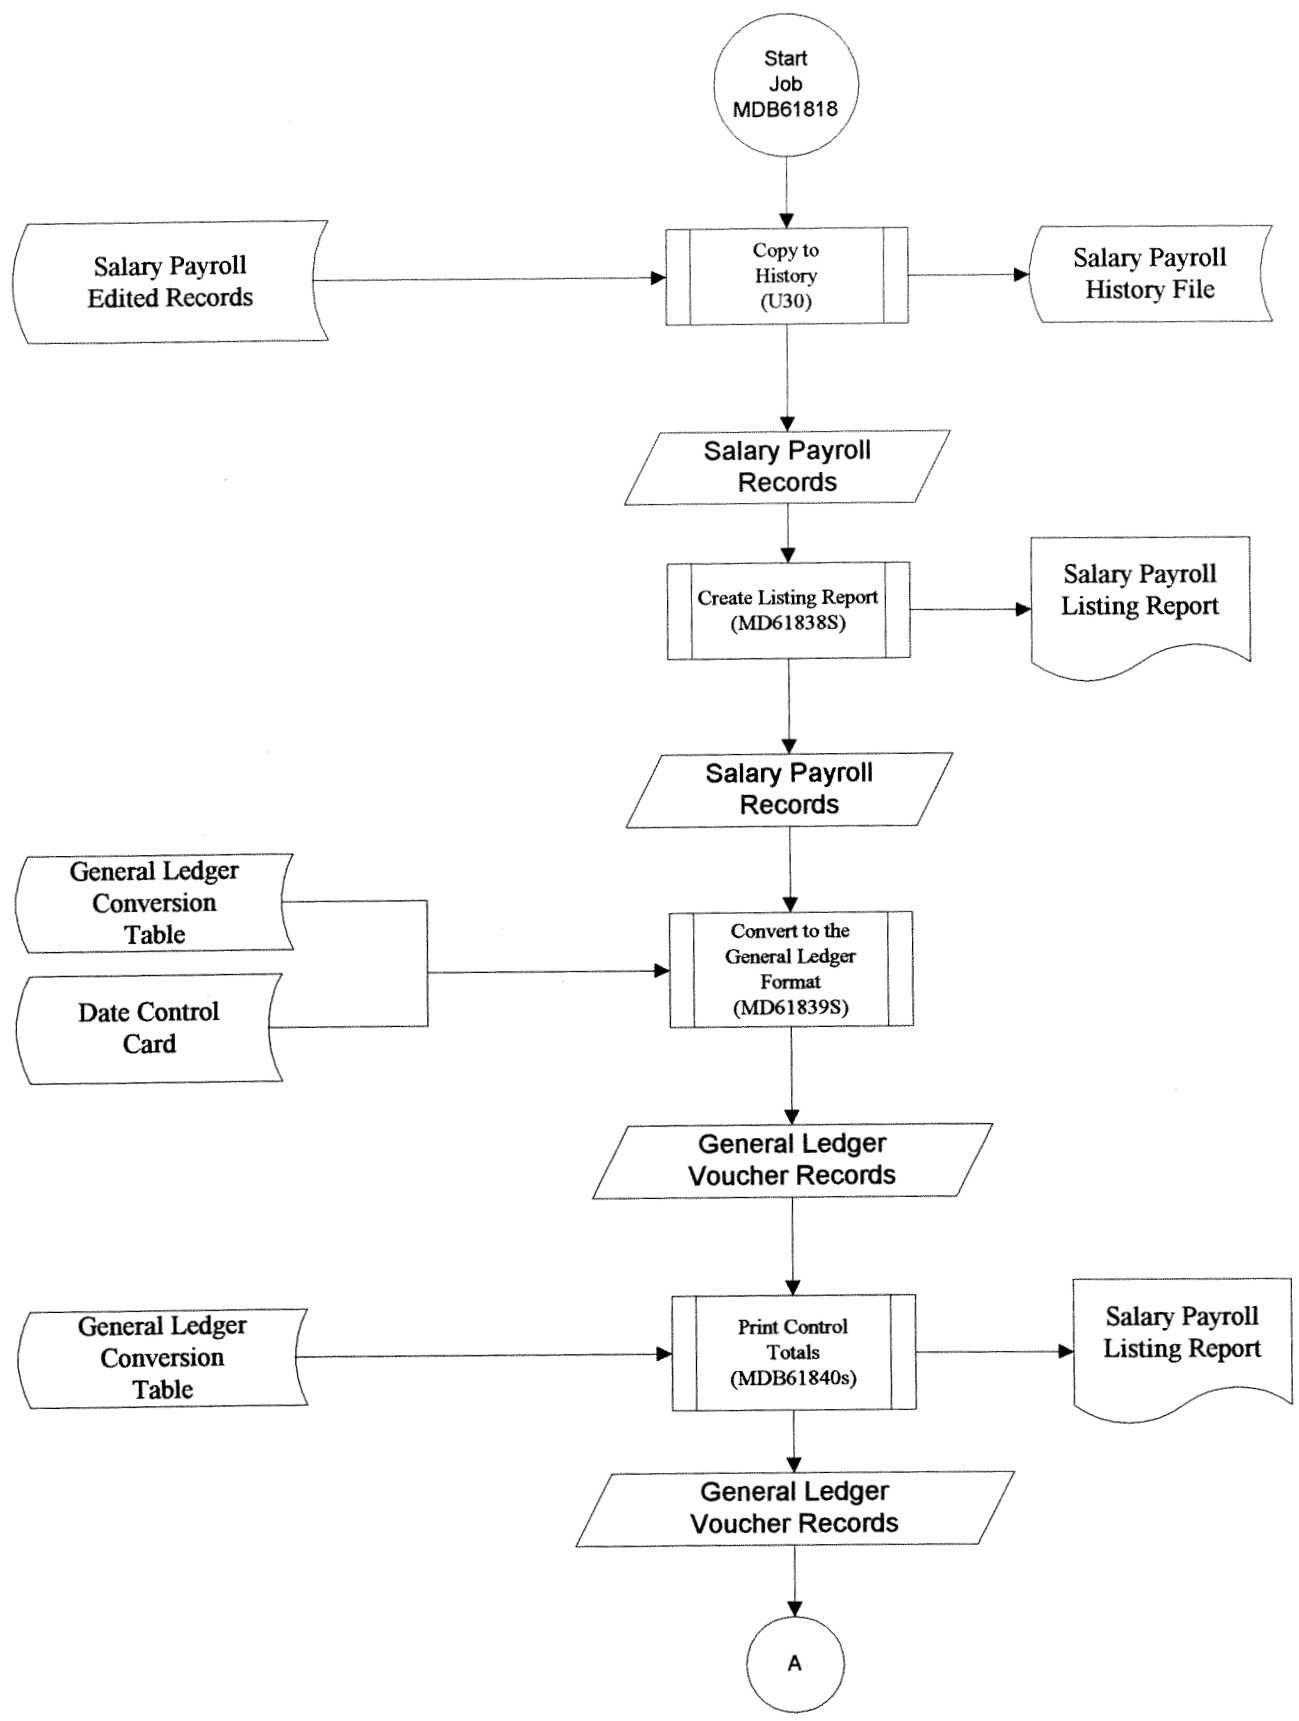 Start
Job
MDB61818
Salary Payroll
Edited Records
Copy to
History
(U30)
Salary Payroll
History File
Salary Payroll
Records
Create Listing Report
(MD61838S)
Salary Payroll
Listing Report
Salary Payroll
Records
General Ledger
Conversion
Table
Date Control
Card
Convert to the
General Ledger
Format
(MD61839S)
General Ledger
Voucher Records
General Ledger
Conversion
Table
Print Control
Totals
(MDB61840s)
Salary Payroll
Listing Report
General Ledger
Voucher Records
A